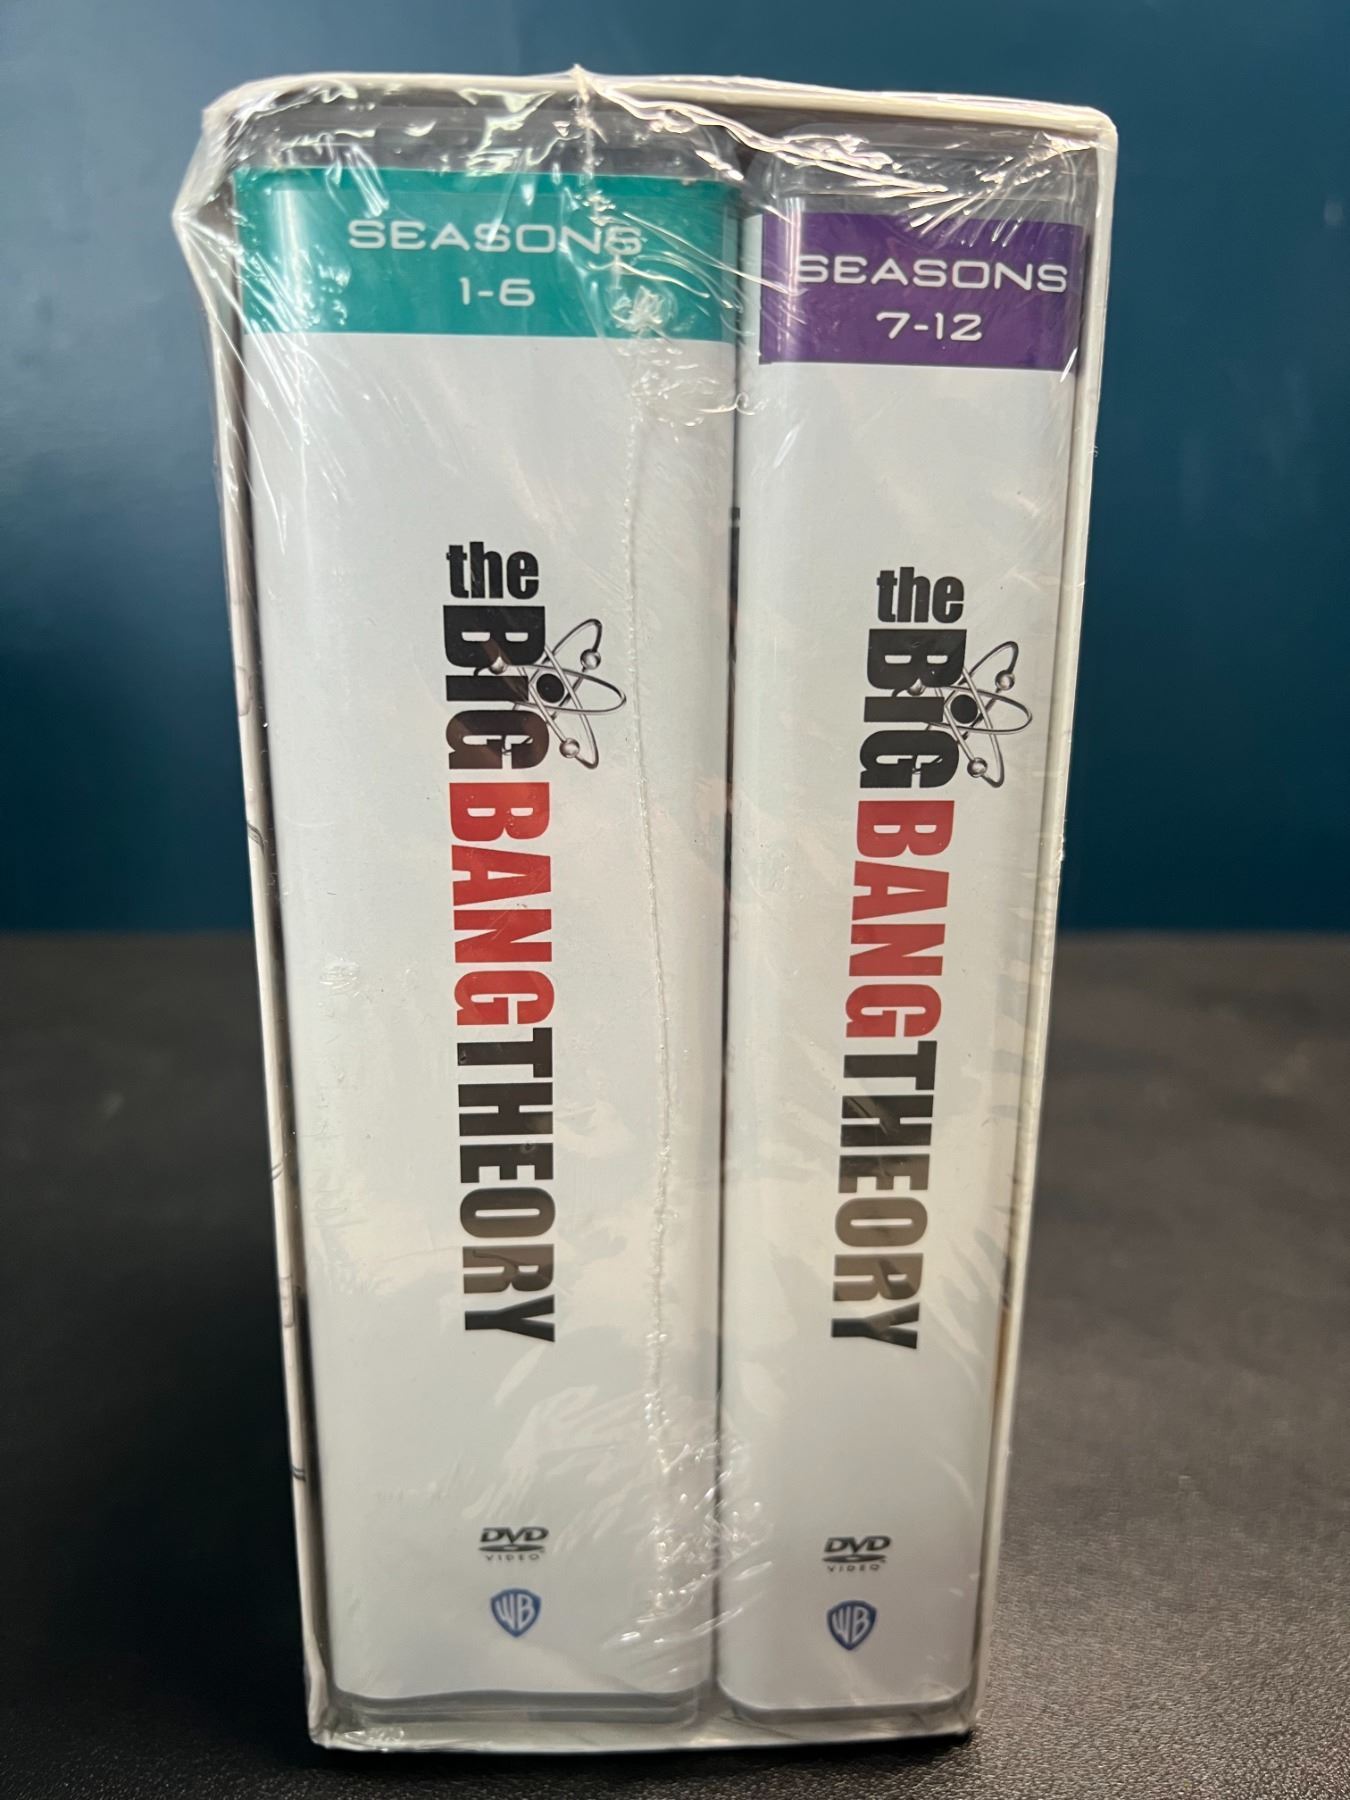 SEASONS
1-6
the BIG BANG THEORY
DVD
VIDEO
WB
SEASONS
7-12
the BIG BANG THEORY
DVD
VIDEO
WB